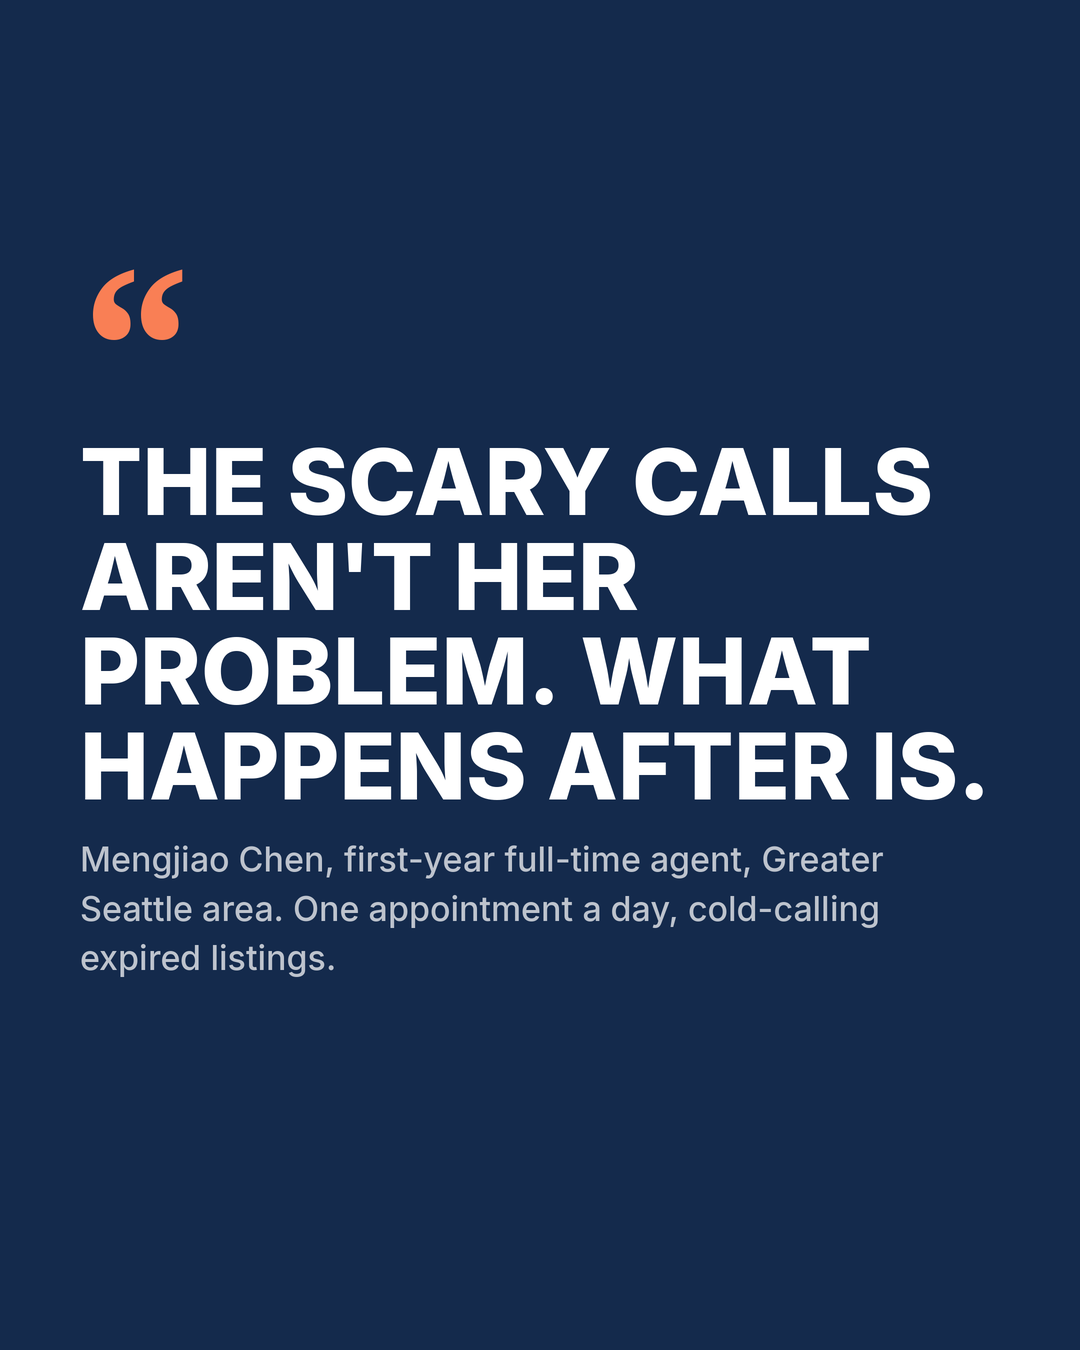 “
THE SCARY CALLS
AREN'T HER
PROBLEM. WHAT
HAPPENS AFTER IS.
Mengjiao Chen, first-year full-time agent, Greater
Seattle area. One appointment a day, cold-calling
expired listings.